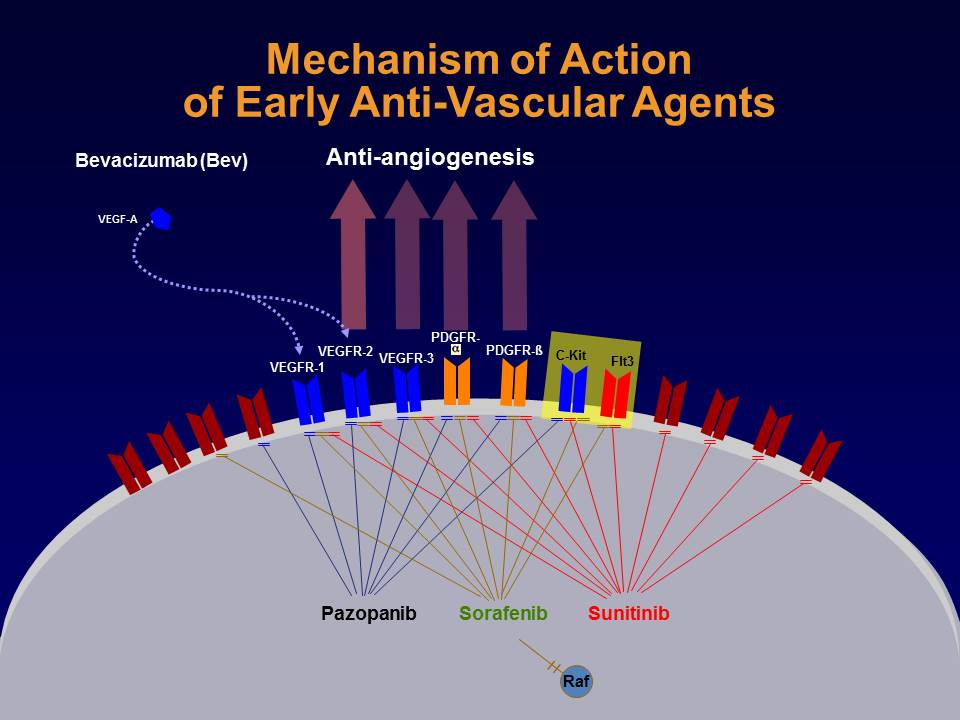 Mechanism of Action
of Early Anti-Vascular Agents
Bevacizumab (Bev)
Anti-angiogenesis
VEGF-A
VEGFR-1
VEGFR-2
VEGFR-3
PDGFR-
α
PDGFR-ß
C-Kit
Flt3
Pazopanib
Sorafenib
Sunitinib
Raf